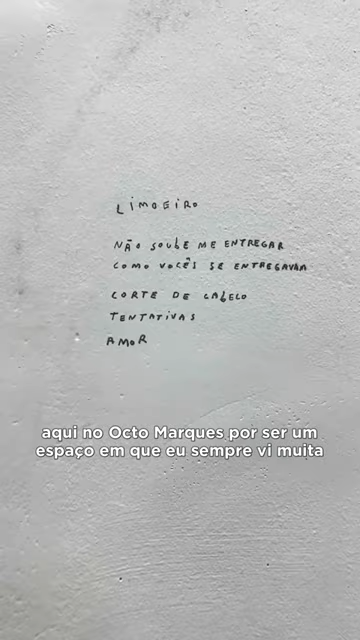 LIMOEIRO
NÃO SOUBE ME ENTREGAR
COMO VOCÊS SE ENTREGAVAM
CORTE DE CABELO
TENTATIVAS
AMOR
aqui no Octo Marques por ser um
espaço em que eu sempre vi muita